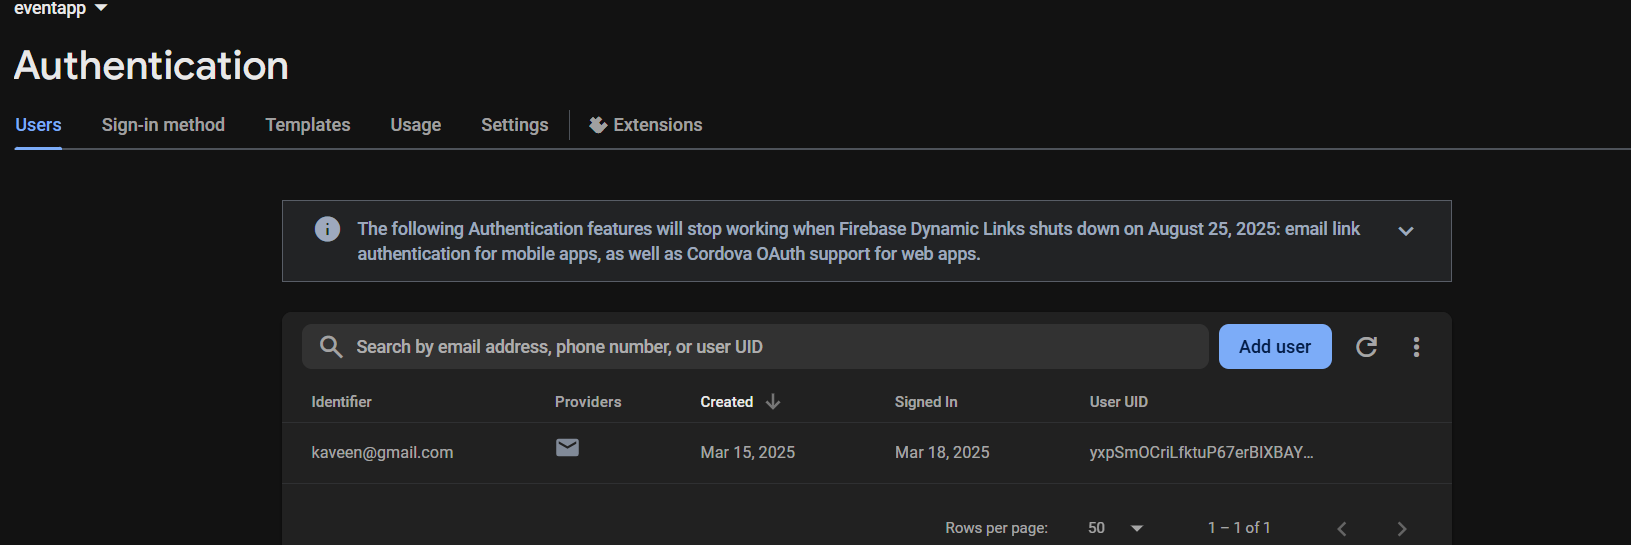 eventapp
Authentication
Users Sign-in method Templates Usage Settings Extensions
The following Authentication features will stop working when Firebase Dynamic Links shuts down on August 25, 2025: email link
authentication for mobile apps, as well as Cordova OAuth support for web apps.
Search by email address, phone number, or user UID Add user
Identifier Providers Created Signed In User UID
kaveen@gmail.com Mar 15, 2025 Mar 18, 2025 yxpSmOCriLfktuP67erBIXBAY...
Rows per page: 50 1 – 1 of 1